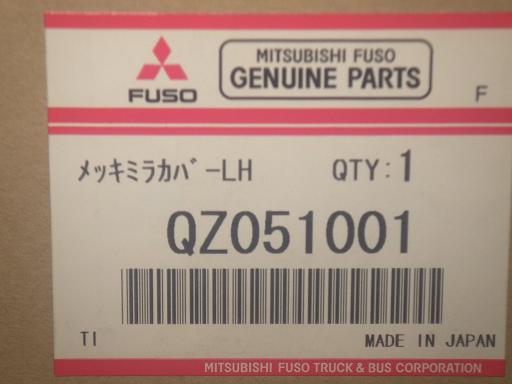 FUSO
MITSUBISHI FUSO
GENUINE PARTS
F
メッキミラカバ゛-LH QTY:1
QZ051001
TI MADE IN JAPAN
MITSUBISHI FUSO TRUCK & BUS CORPORATION